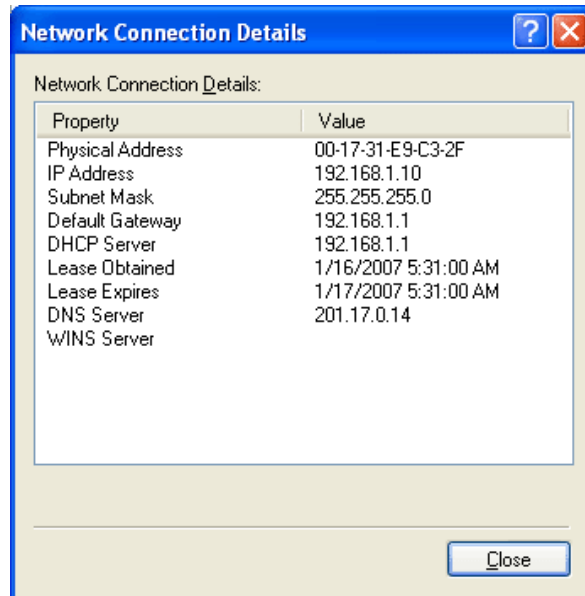 Network Connection Details
Network Connection Details:
Property Value
Physical Address 00-17-31-E9-C3-2F
IP Address 192.168.1.10
Subnet Mask 255.255.255.0
Default Gateway 192.168.1.1
DHCP Server 192.168.1.1
Lease Obtained 1/16/2007 5:31:00 AM
Lease Expires 1/17/2007 5:31:00 AM
DNS Server 201.17.0.14
WINS Server
Close